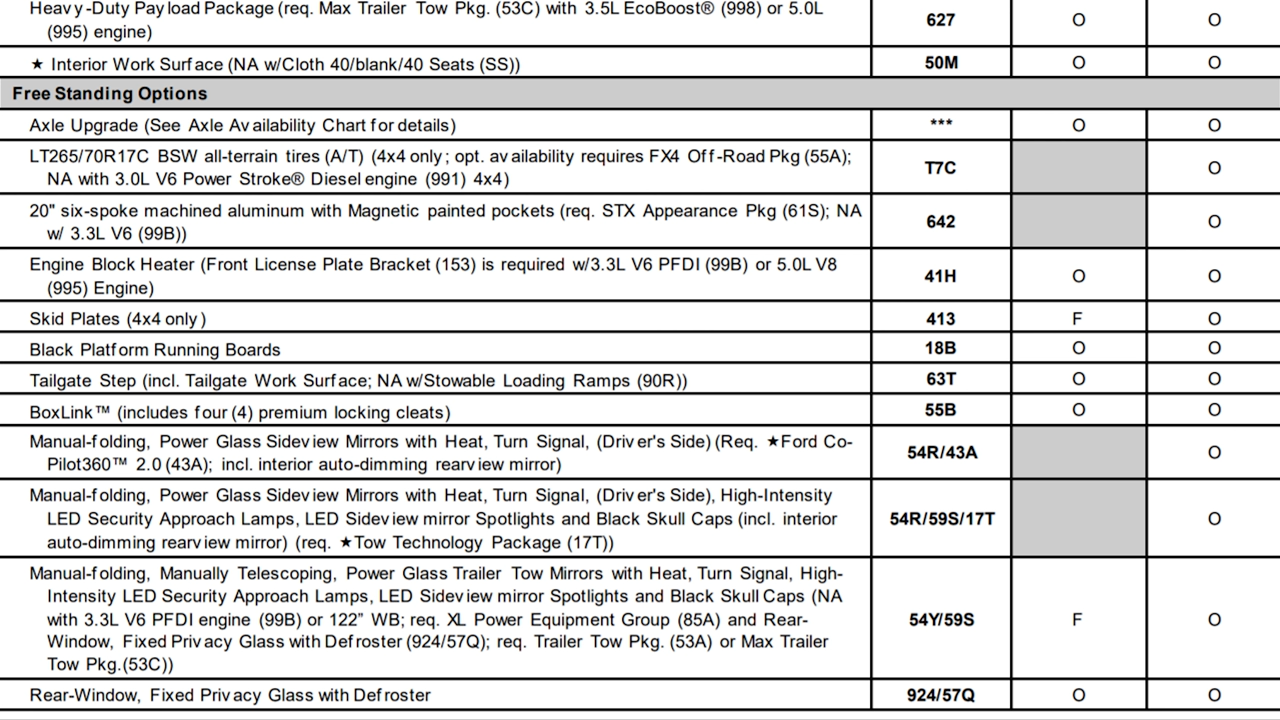 Heavy-Duty Payload Package (req. Max Trailer Tow Pkg. (53C) with 3.5L EcoBoost® (998) or 5.0L
(995) engine) 627 O O
★ Interior Work Surface (NA w/Cloth 40/blank/40 Seats (SS)) 50M O O
Free Standing Options
Axle Upgrade (See Axle Availability Chart for details) *** O O
LT265/70R17C BSW all-terrain tires (A/T) (4x4 only; opt. availability requires FX4 Off-Road Pkg (55A);
NA with 3.0L V6 Power Stroke® Diesel engine (991) 4x4) T7C O
20" six-spoke machined aluminum with Magnetic painted pockets (req. STX Appearance Pkg (61S); NA
w/ 3.3L V6 (99B)) 642 O
Engine Block Heater (Front License Plate Bracket (153) is required w/3.3L V6 PFDI (99B) or 5.0L V8
(995) Engine) 41H O O
Skid Plates (4x4 only) 413 F O
Black Platform Running Boards 18B O O
Tailgate Step (incl. Tailgate Work Surface; NA w/Stowable Loading Ramps (90R)) 63T O O
BoxLink™ (includes four (4) premium locking cleats) 55B O O
Manual-folding, Power Glass Sideview Mirrors with Heat, Turn Signal, (Driver's Side) (Req. ★Ford Co-
Pilot360™ 2.0 (43A); incl. interior auto-dimming rearview mirror) 54R/43A O
Manual-folding, Power Glass Sideview Mirrors with Heat, Turn Signal, (Driver's Side), High-Intensity
LED Security Approach Lamps, LED Sideview mirror Spotlights and Black Skull Caps (incl. interior
auto-dimming rearview mirror) (req. ★Tow Technology Package (17T)) 54R/59S/17T O
Manual-folding, Manually Telescoping, Power Glass Trailer Tow Mirrors with Heat, Turn Signal, High-
Intensity LED Security Approach Lamps, LED Sideview mirror Spotlights and Black Skull Caps (NA
with 3.3L V6 PFDI engine (99B) or 122” WB; req. XL Power Equipment Group (85A) and Rear-
Window, Fixed Privacy Glass with Defroster (924/57Q); req. Trailer Tow Pkg. (53A) or Max Trailer
Tow Pkg.(53C)) 54Y/59S F O
Rear-Window, Fixed Privacy Glass with Defroster 924/57Q O O